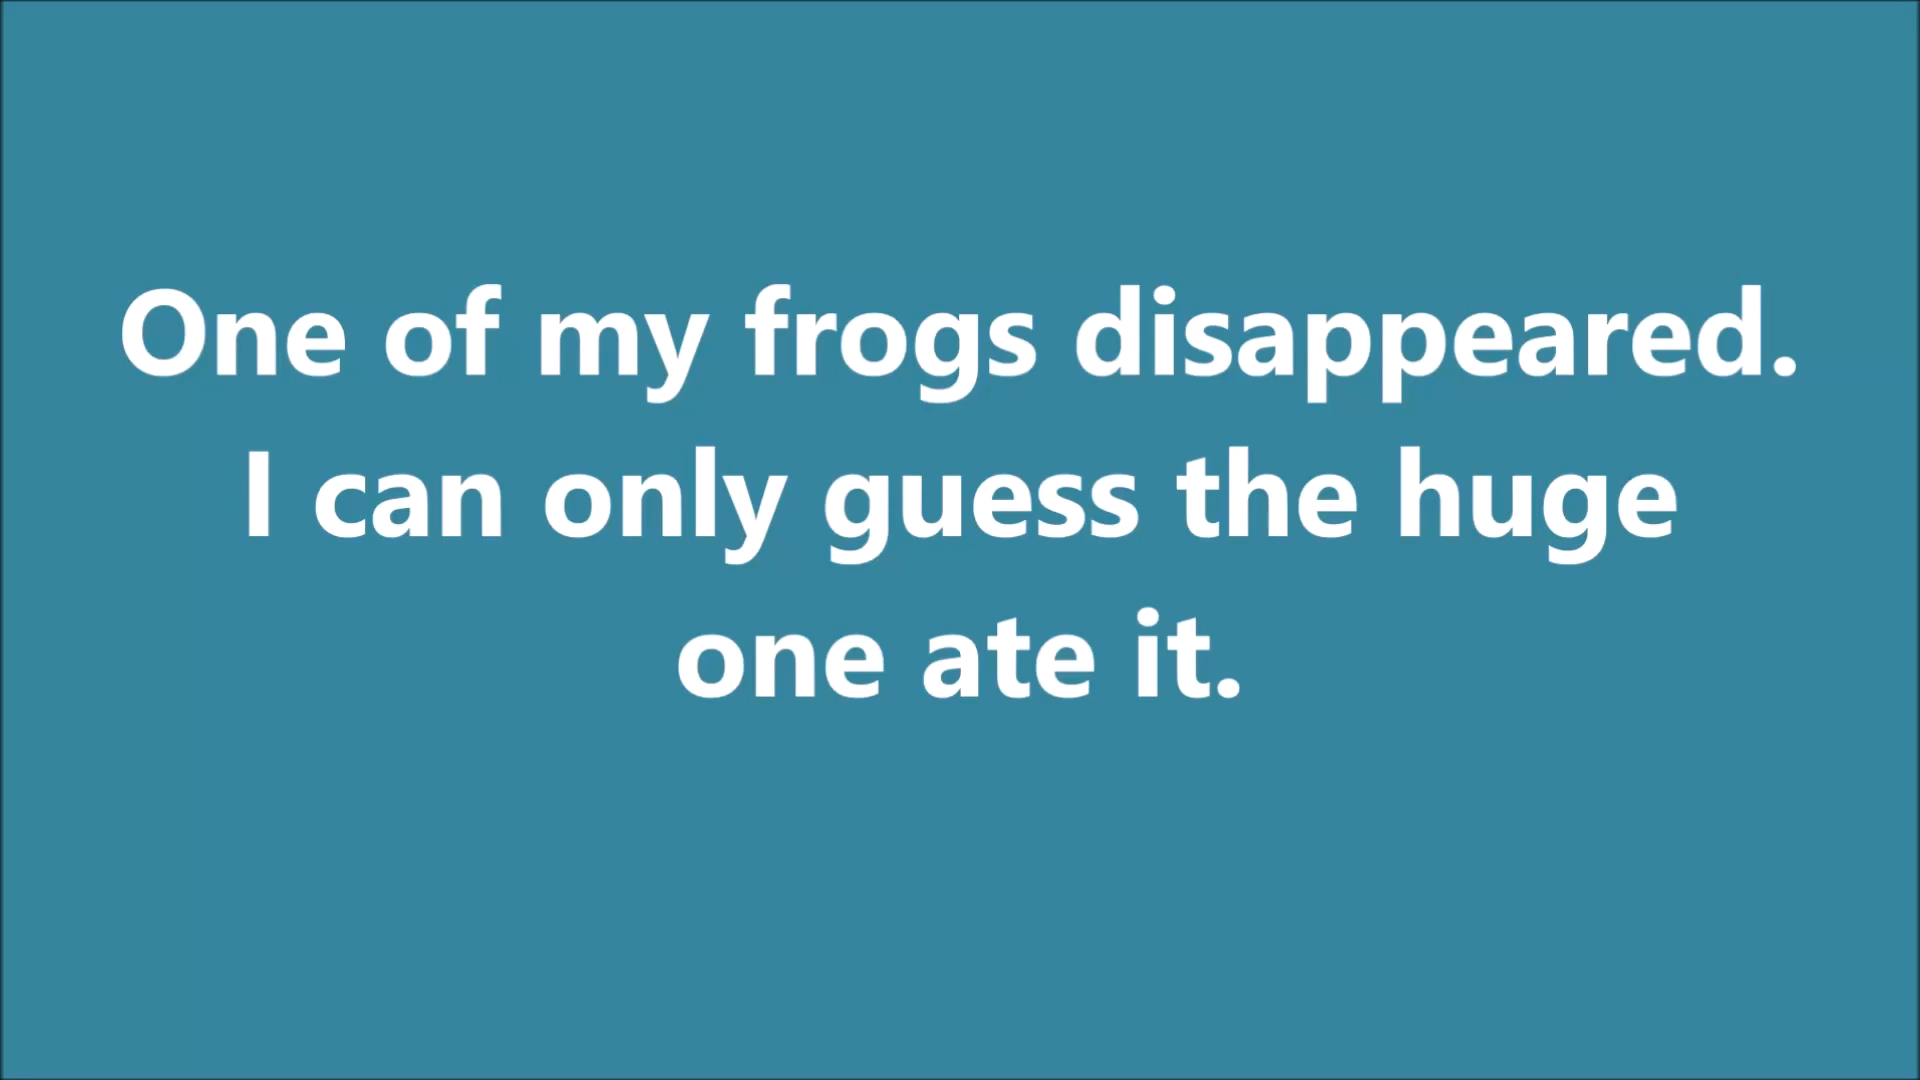 One of my frogs disappeared.
I can only guess the huge
one ate it.